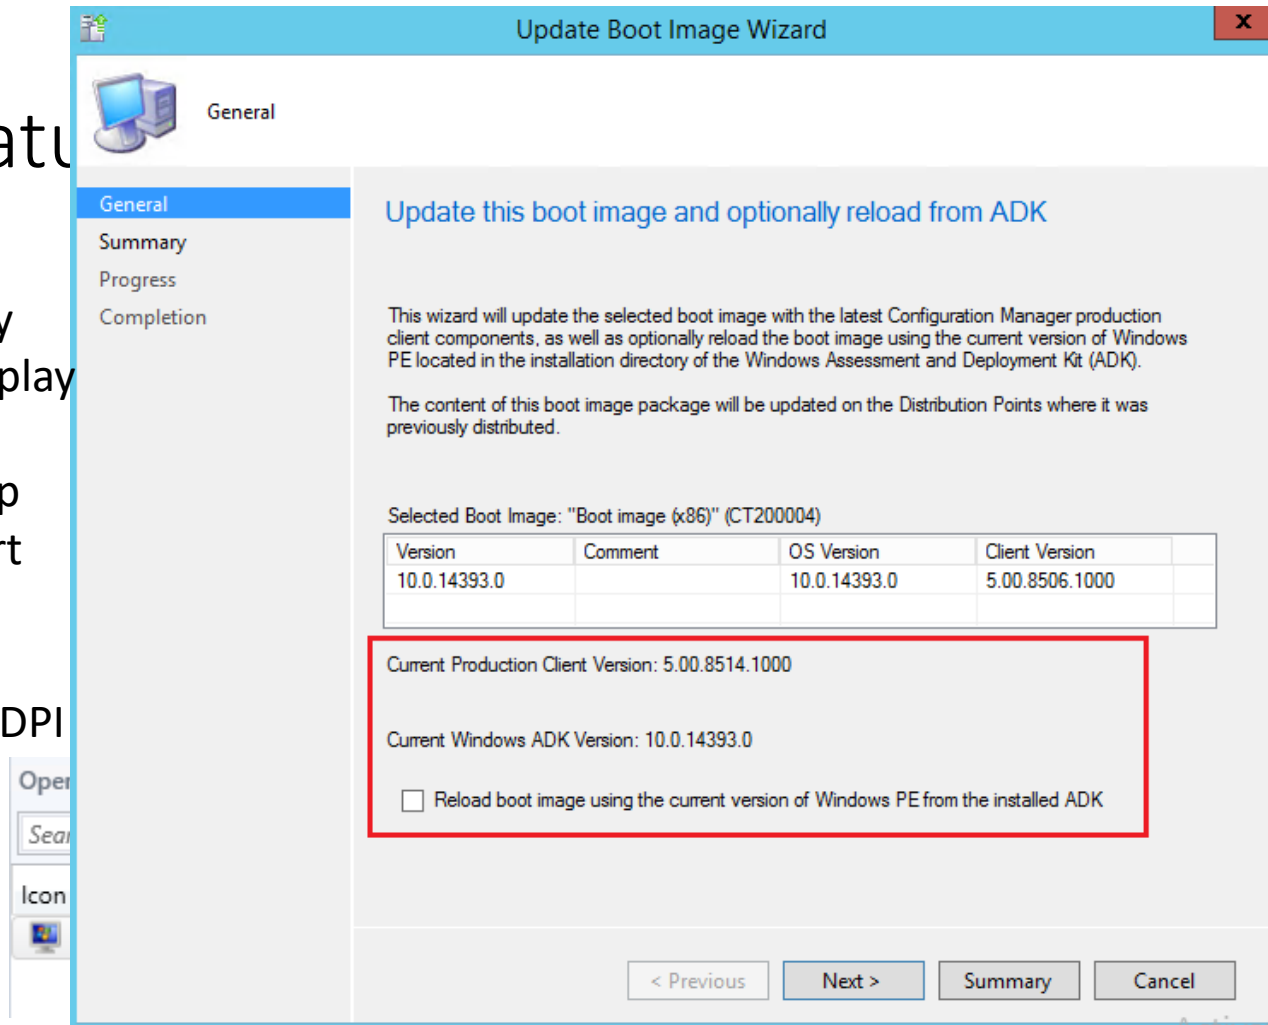 Update Boot Image Wizard
x
General
General
Summary
Progress
Completion
Update this boot image and optionally reload from ADK
This wizard will update the selected boot image with the latest Configuration Manager production
client components, as well as optionally reload the boot image using the current version of Windows
PE located in the installation directory of the Windows Assessment and Deployment Kit (ADK).
The content of this boot image package will be updated on the Distribution Points where it was
previously distributed.
Selected Boot Image: "Boot image (x86)" (CT200004)
Version Comment OS Version Client Version
10.0.14393.0 10.0.14393.0 5.00.8506.1000
Current Production Client Version: 5.00.8514.1000
Current Windows ADK Version: 10.0.14393.0
Reload boot image using the current version of Windows PE from the installed ADK
< Previous Next > Summary Cancel
atu
y
play
p
rt
DPI
Oper
Sear
Icon